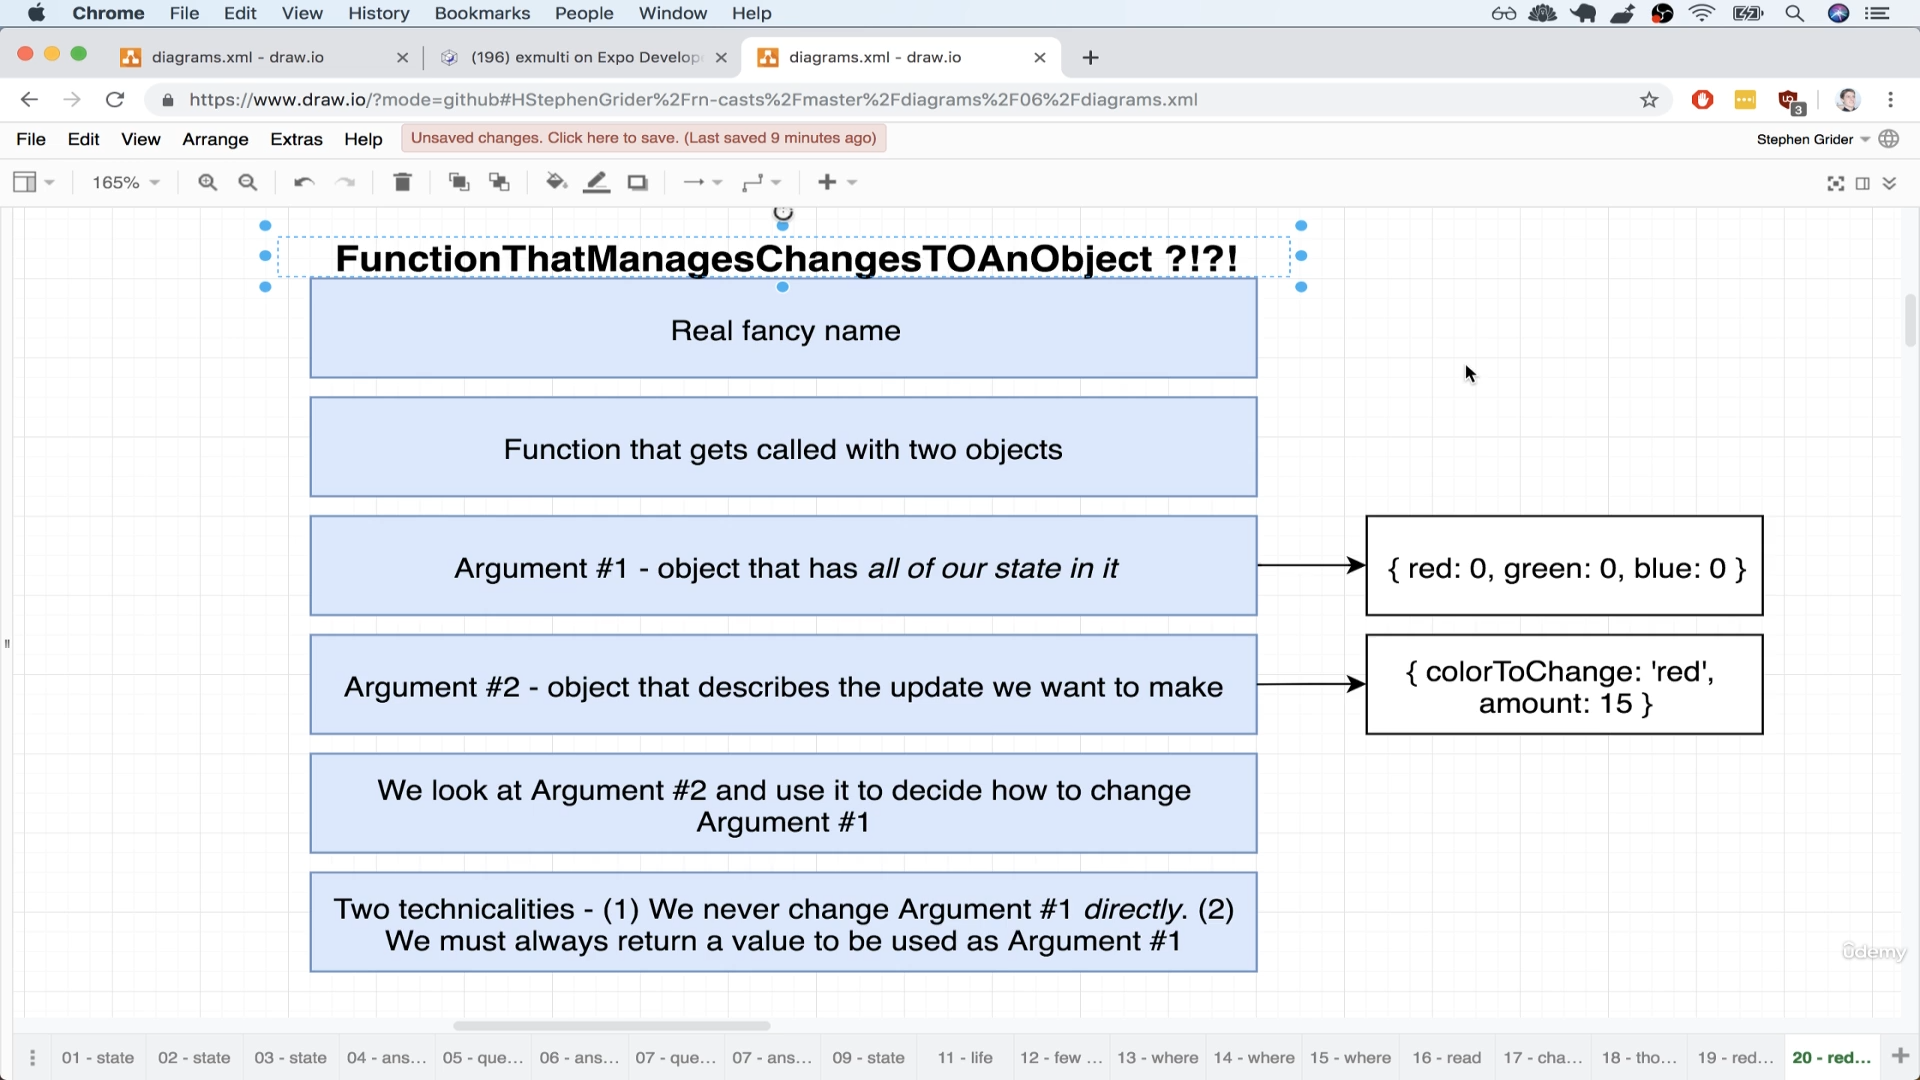 Chrome File Edit View History Bookmarks People Window Help
diagrams.xml - draw.io
(196) exmulti on Expo Develop
diagrams.xml - draw.io
https://www.draw.io/?mode=github#HStephenGrider%2Frn-casts%2Fmaster%2Fdiagrams%2F06%2Fdiagrams.xml
3
File Edit View Arrange Extras Help
Unsaved changes. Click here to save. (Last saved 9 minutes ago)
Stephen Grider
165%
FunctionThatManagesChangesTOAnObject ?!?!
Real fancy name
Function that gets called with two objects
Argument #1 - object that has all of our state in it
{ red: 0, green: 0, blue: 0 }
Argument #2 - object that describes the update we want to make
{ colorToChange: 'red',
amount: 15 }
We look at Argument #2 and use it to decide how to change
Argument #1
Two technicalities - (1) We never change Argument #1 directly. (2)
We must always return a value to be used as Argument #1
ûdemy
01 - state 02 - state 03 - state 04 - ans... 05 - que... 06 - ans... 07 - que... 07 - ans... 09 - state 11 - life 12 - few ... 13 - where 14 - where 15 - where 16 - read 17 - cha... 18 - tho... 19 - red... 20 - red...